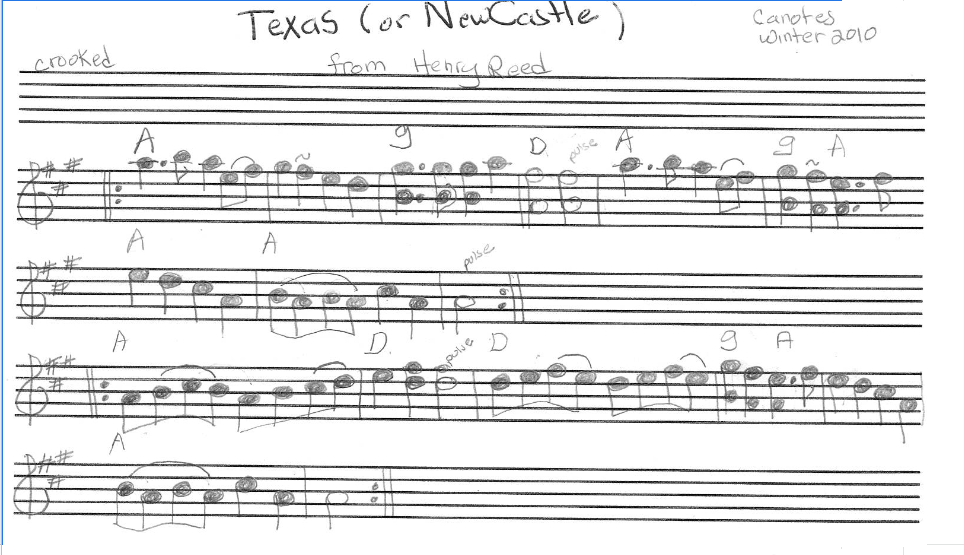 Texas (or NewCastle)
Canotes
Winter 2010
crooked
from Henry Reed
A g D pulse A g A
A A pulse
A D pulse D g A
A